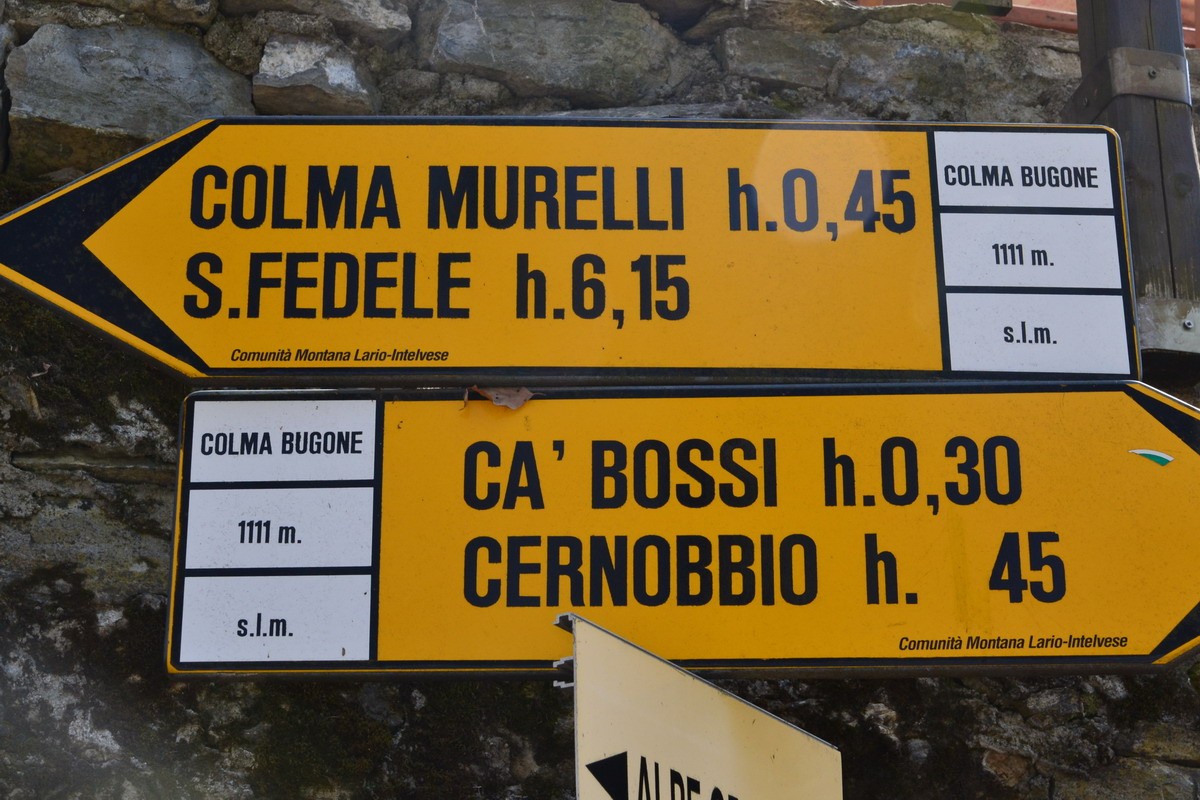 COLMA MURELLI h.0,45
S.FEDELE h.6,15
Comunità Montana Lario-Intelvese
COLMA BUGONE
1111 m.
s.l.m.
COLMA BUGONE
1111 m.
s.l.m.
CA' BOSSI h.0,30
CERNOBBIO h. 45
Comunità Montana Lario-Intelvese
ALPE